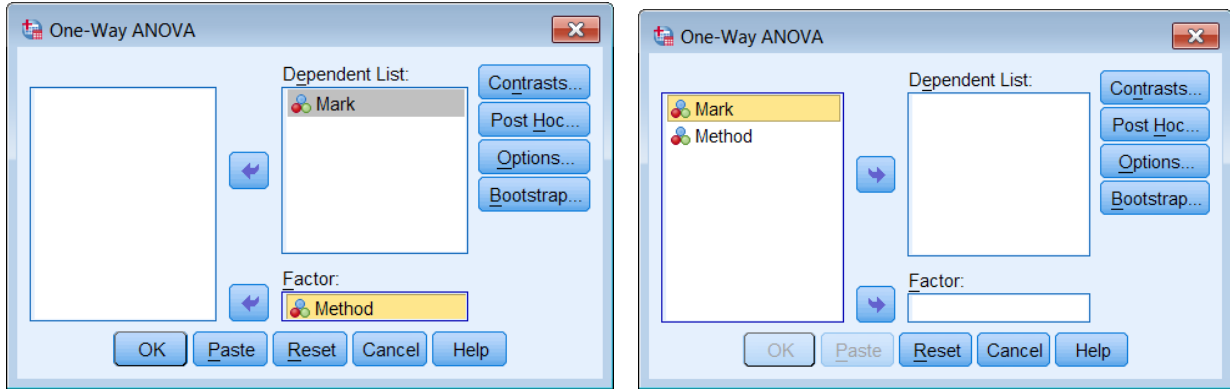 One-Way ANOVA
Dependent List:
Mark
Contrasts...
Post Hoc...
Options...
Bootstrap...
Factor:
Method
OK Paste Reset Cancel Help
One-Way ANOVA
Mark
Method
Dependent List:
Contrasts...
Post Hoc...
Options...
Bootstrap...
Factor:
OK Paste Reset Cancel Help